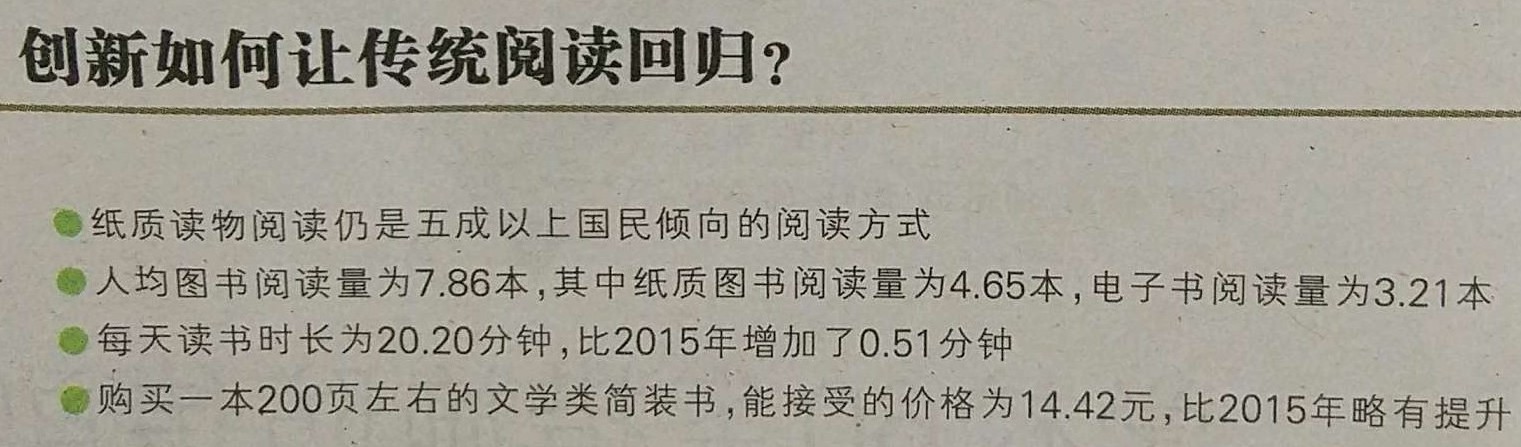 创新如何让传统阅读回归?
纸质读物阅读仍是五成以上国民倾向的阅读方式
人均图书阅读量为7.86本,其中纸质图书阅读量为4.65本,电子书阅读量为3.21本
每天读书时长为20.20分钟,比2015年增加了0.51分钟
购买一本200页左右的文学类简装书,能接受的价格为14.42元,比2015年略有提升